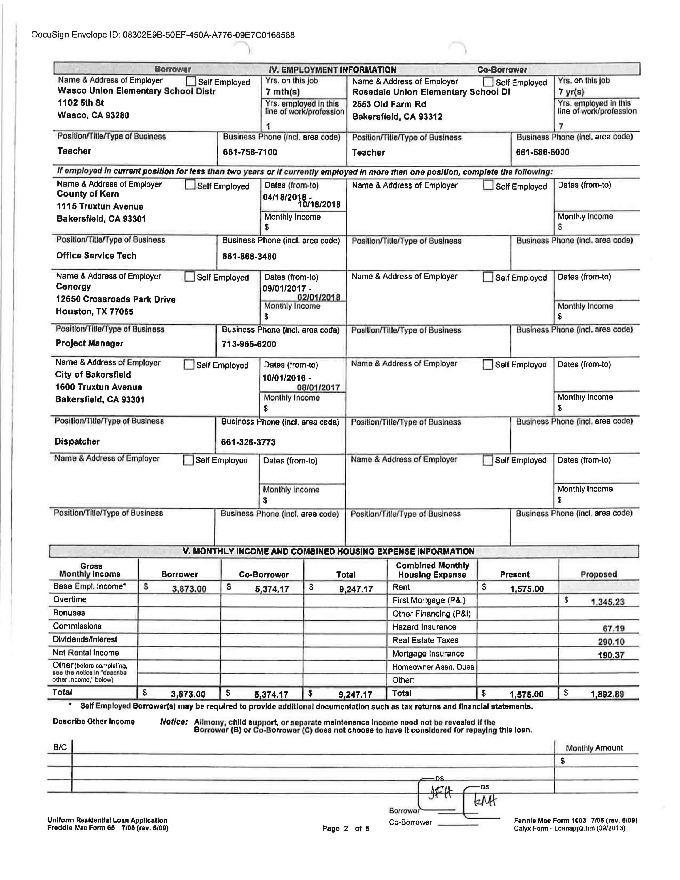 DocuSign Envelope ID: 08302E9B-50EF-450A-A776-09E7C0168568
Borrower IV. EMPLOYMENT INFORMATION Co-Borrower
Name & Address of Employer Self Employed Yrs. on this job Name & Address of Employer Self Employed Yrs. on this job
Wasco Union Elementary School Distr 7 mth(s) Rosedale Union Elementary School Di 7 yr(s)
1102 5th St Yrs. employed in this 2553 Old Farm Rd Yrs. employed in this
Wasco, CA 93280 line of work/profession Bakersfield, CA 93312 line of work/profession
1 7
Position/Title/Type of Business Business Phone (incl. area code) Position/Title/Type of Business Business Phone (incl. area code)
Teacher 661-758-7100 Teacher 661-588-6000
If employed in current position for less than two years or if currently employed in more than one position, complete the following:
Name & Address of Employer Self Employed Dates (from-to) Name & Address of Employer Self Employed Dates (from-to)
County of Kern 04/18/2018 -
1115 Truxtun Avenue 10/18/2018
Bakersfield, CA 93301 Monthly Income Monthly Income
$ $
Position/Title/Type of Business Business Phone (incl. area code) Position/Title/Type of Business Business Phone (incl. area code)
Office Service Tech 661-868-3480
Name & Address of Employer Self Employed Dates (from-to) Name & Address of Employer Self Employed Dates (from-to)
Cenergy 09/01/2017 -
12650 Crossroads Park Drive 02/01/2018
Houston, TX 77065 Monthly Income Monthly Income
$ $
Position/Title/Type of Business Business Phone (incl. area code) Position/Title/Type of Business Business Phone (incl. area code)
Project Manager 713-965-6200
Name & Address of Employer Self Employed Dates (from-to) Name & Address of Employer Self Employed Dates (from-to)
City of Bakersfield 10/01/2016 -
1600 Truxtun Avenue 08/01/2017
Bakersfield, CA 93301 Monthly Income Monthly Income
$ $
Position/Title/Type of Business Business Phone (incl. area code) Position/Title/Type of Business Business Phone (incl. area code)
Dispatcher 661-326-3773
Name & Address of Employer Self Employed Dates (from-to) Name & Address of Employer Self Employed Dates (from-to)
Monthly Income Monthly Income
$ $
Position/Title/Type of Business Business Phone (incl. area code) Position/Title/Type of Business Business Phone (incl. area code)
V. MONTHLY INCOME AND COMBINED HOUSING EXPENSE INFORMATION
Gross Monthly Income Borrower Co-Borrower Total Combined Monthly Housing Expense Present Proposed
Base Empl. Income* $ 3,873.00 $ 5,374.17 $ 9,247.17 Rent $ 1,575.00
Overtime First Mortgage (P&I) $ 1,345.23
Bonuses Other Financing (P&I)
Commissions Hazard Insurance 67.19
Dividends/Interest Real Estate Taxes 290.10
Net Rental Income Mortgage Insurance 190.37
Other (before completing, Homeowner Assn. Dues
see the notice in "describe
other income," below) Other:
Total $ 3,873.00 $ 5,374.17 $ 9,247.17 Total $ 1,575.00 $ 1,892.89
* Self Employed Borrower(s) may be required to provide additional documentation such as tax returns and financial statements.
Describe Other Income Notice: Alimony, child support, or separate maintenance income need not be revealed if the
Borrower (B) or Co-Borrower (C) does not choose to have it considered for repaying this loan.
B/C Monthly Amount
$
DS DS
Borrower
Co-Borrower
Uniform Residential Loan Application Fannie Mae Form 1003 7/05 (rev. 6/09)
Freddie Mac Form 65 7/05 (rev. 6/09) Page 2 of 5 Calyx Form - Loanapp2.frm (09/2013)